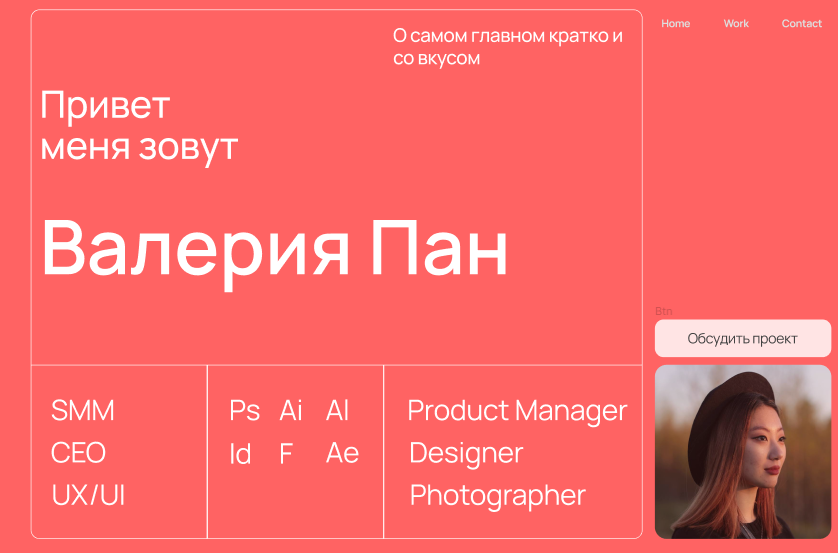 О самом главном кратко и
со вкусом
Home Work Contact
Привет
меня зовут
Валерия Пан
Btn
Обсудить проект
SMM
CEO
UX/UI
Ps Ai Al
Id F Ae
Product Manager
Designer
Photographer